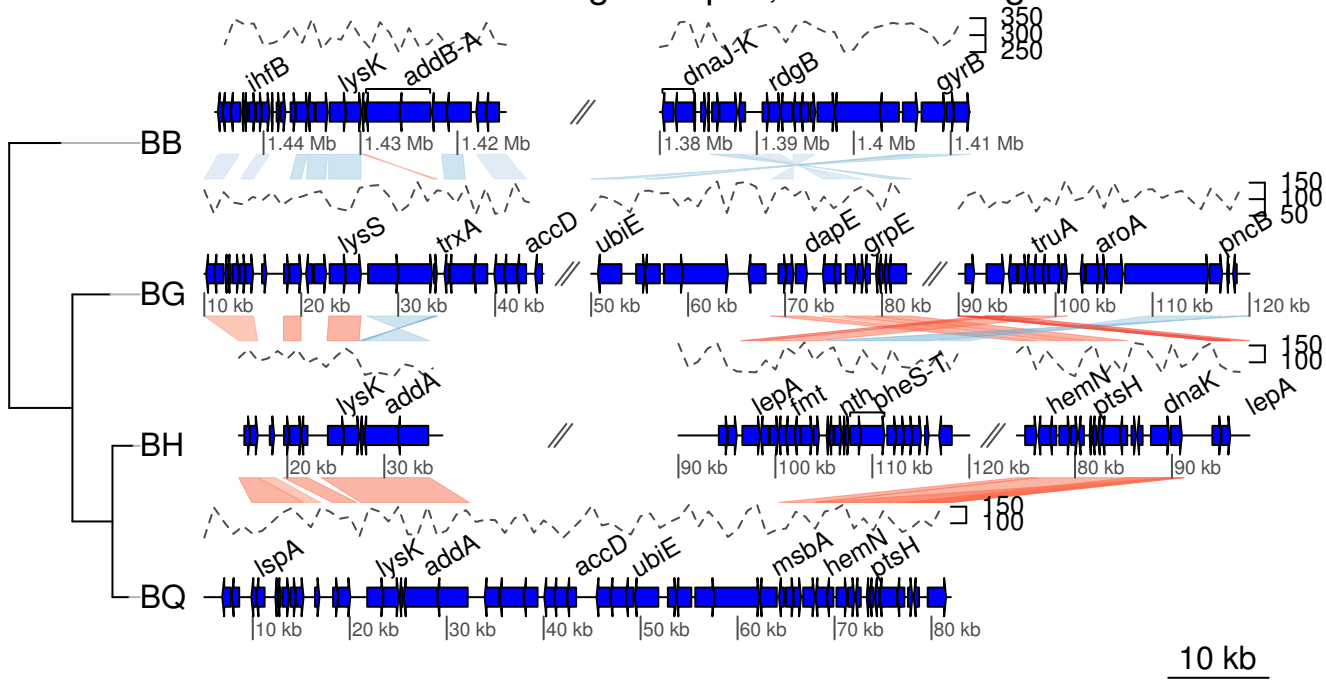 350
300
250
ihfB lysK addB-A dnaJ-K rdgB gyrB
BB
1.44 Mb 1.43 Mb 1.42 Mb 1.38 Mb 1.39 Mb 1.4 Mb 1.41 Mb
150
100
50
lysS trxA accD ubiE dapE grpE truA aroA pncB
BG
10 kb 20 kb 30 kb 40 kb 50 kb 60 kb 70 kb 80 kb 90 kb 100 kb 110 kb 120 kb
150
100
lysK addA lepA fmt nth pheS-T hemN ptsH dnaK lepA
BH
20 kb 30 kb 90 kb 100 kb 110 kb 120 kb 80 kb 90 kb
150
100
lspA lysK addA accD ubiE msbA hemN ptsH
BQ
10 kb 20 kb 30 kb 40 kb 50 kb 60 kb 70 kb 80 kb
10 kb